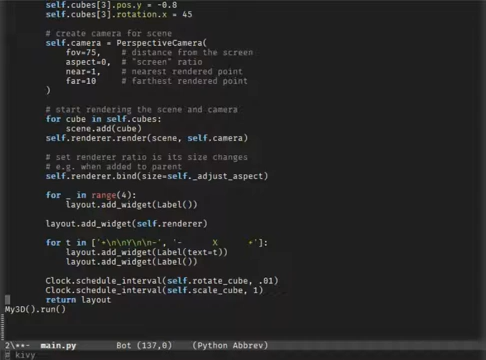 self.cubes[3].pos.y = -0.8
self.cubes[3].rotation.x = 45
# create camera for scene
self.camera = PerspectiveCamera(
fov=75, # distance from the screen
aspect=0, # "screen" ratio
near=1, # nearest rendered point
far=10 # farthest rendered point
)
# start rendering the scene and camera
for cube in self.cubes:
scene.add(cube)
self.renderer.render(scene, self.camera)
# set renderer ratio is its size changes
# e.g. when added to parent
self.renderer.bind(size=self._adjust_aspect)
for _ in range(4):
layout.add_widget(Label())
layout.add_widget(self.renderer)
for t in ['+\n\nY\n\n-', '- X +']:
layout.add_widget(Label(text=t))
layout.add_widget(Label())
Clock.schedule_interval(self.rotate_cube, .01)
Clock.schedule_interval(self.scale_cube, 1)
return layout
My3D().run()
2\**- main.py Bot (137,0) (Python Abbrev)
# kivy